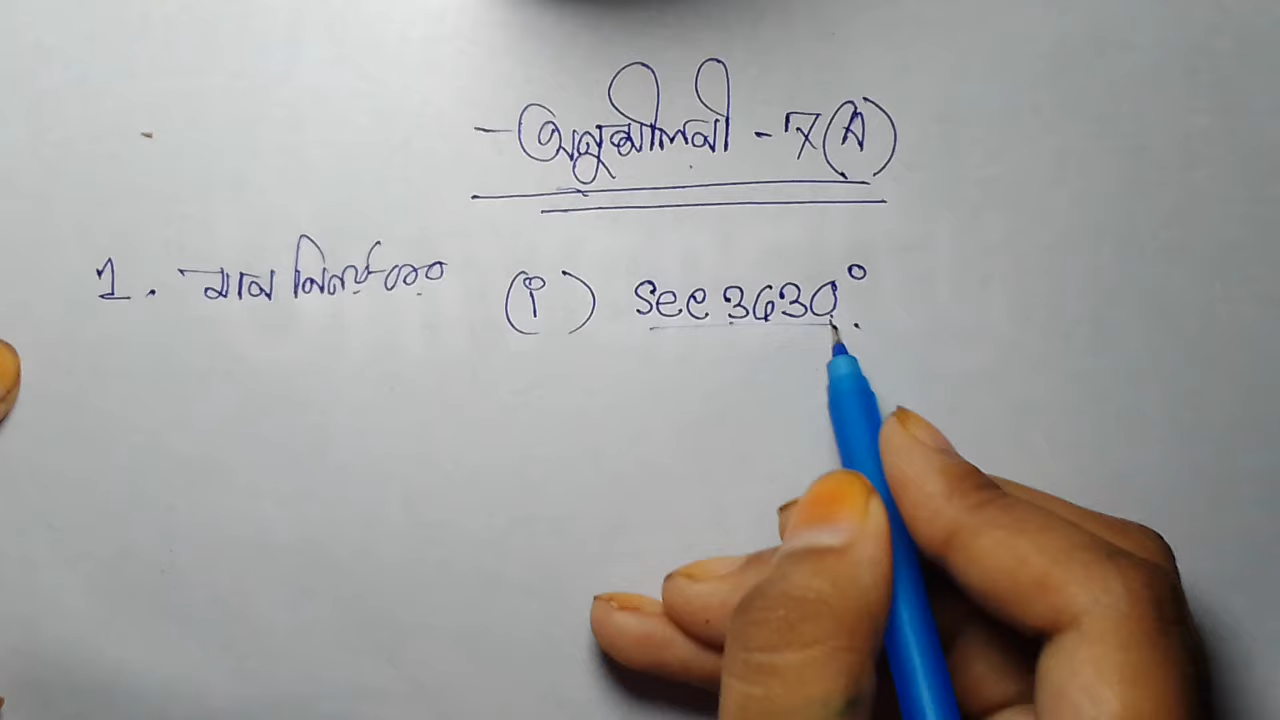 -অনুশীলনী - 7(A)
1. মান নির্ণয় করো (i) sec 3630°.